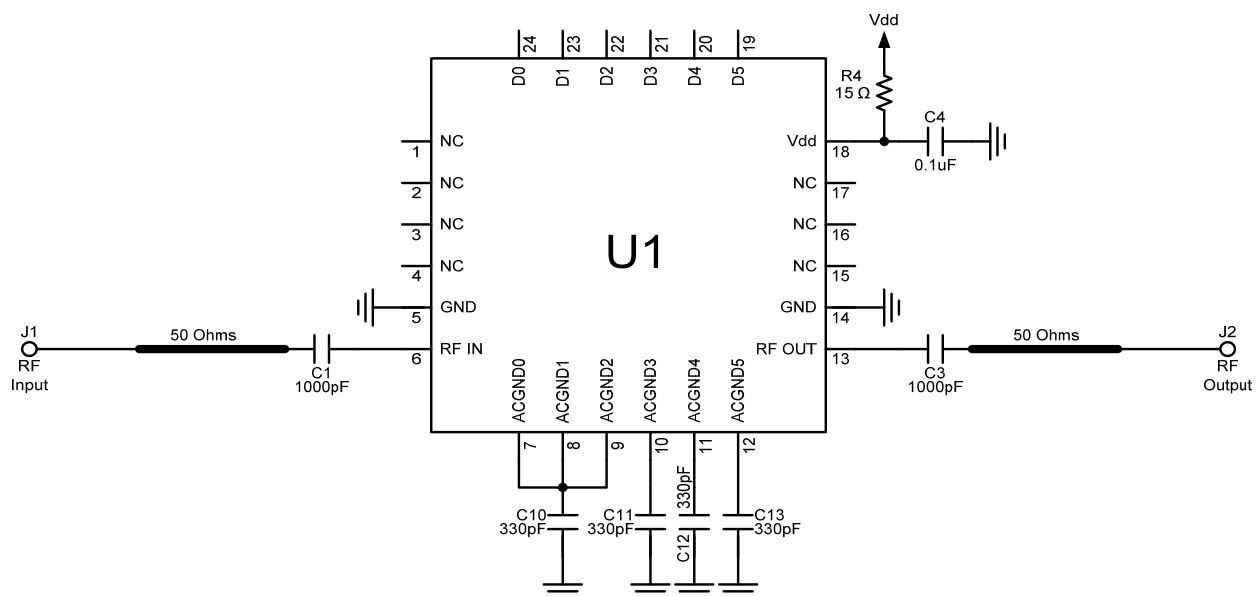 Vdd
24 23 22 21 20 19
D0 D1 D2 D3 D4 D5
R4
15 Ω
C4
0.1uF
1 NC
2 NC
3 NC
4 NC
5 GND
6 RF IN
U1
Vdd 18
NC 17
NC 16
NC 15
GND 14
RF OUT 13
J1
RF
Input
50 Ohms
C1
1000pF
C3
1000pF
50 Ohms
J2
RF
Output
ACGND0 ACGND1 ACGND2 ACGND3 ACGND4 ACGND5
7 8 9 10 11 12
C10
330pF
C11
330pF
330pF
C12
C13
330pF